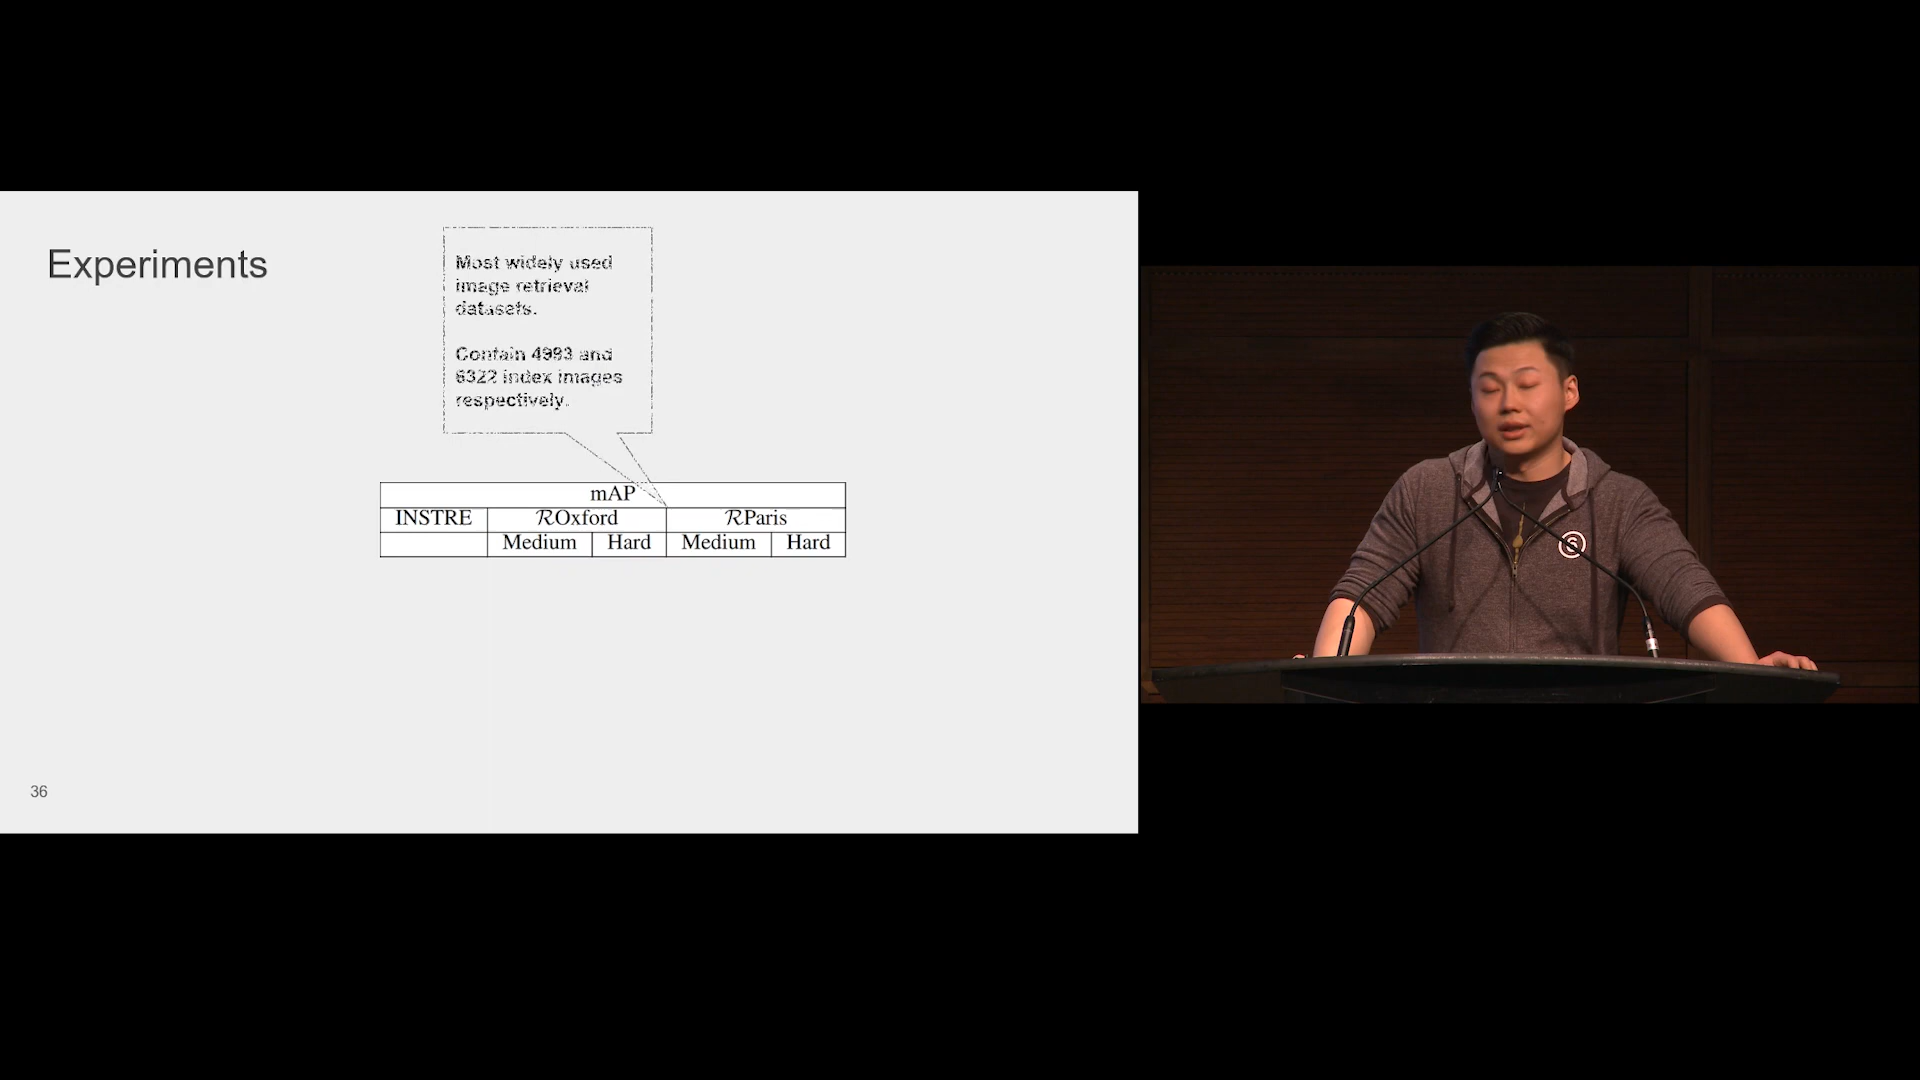 Experiments
Most widely used
image retrieval
datasets.
Contain 4993 and
6322 index images
respectively.
mAP
INSTRE ROxford RParis
Medium Hard Medium Hard
36